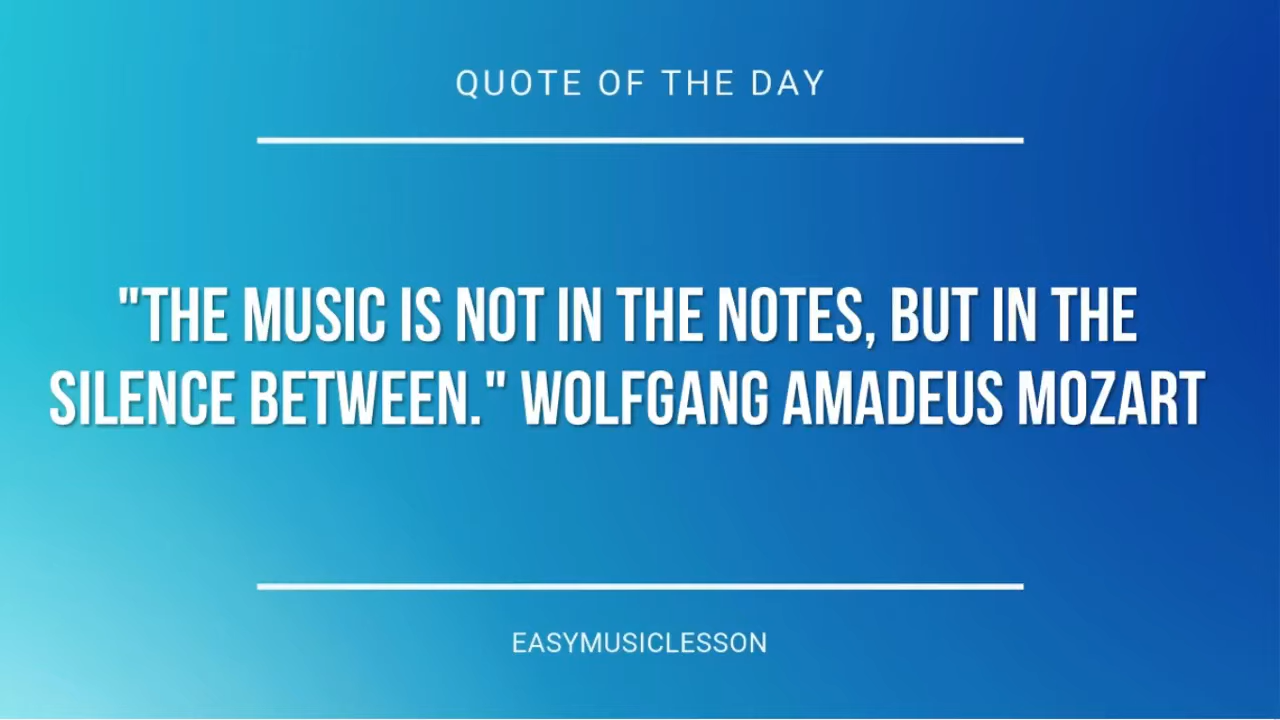 QUOTE OF THE DAY
"THE MUSIC IS NOT IN THE NOTES, BUT IN THE
SILENCE BETWEEN." WOLFGANG AMADEUS MOZART
EASYMUSICLESSON